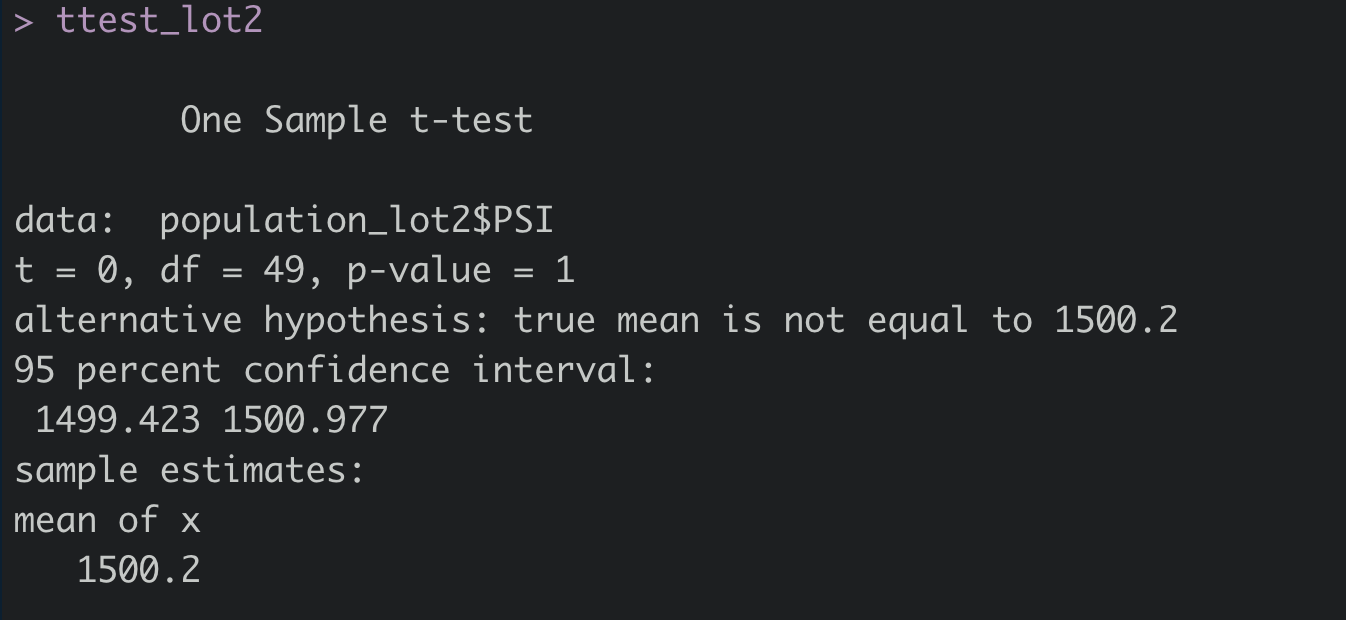 > ttest_lot2
One Sample t-test
data:  population_lot2$PSI
t = 0, df = 49, p-value = 1
alternative hypothesis: true mean is not equal to 1500.2
95 percent confidence interval:
1499.423 1500.977
sample estimates:
mean of x
1500.2